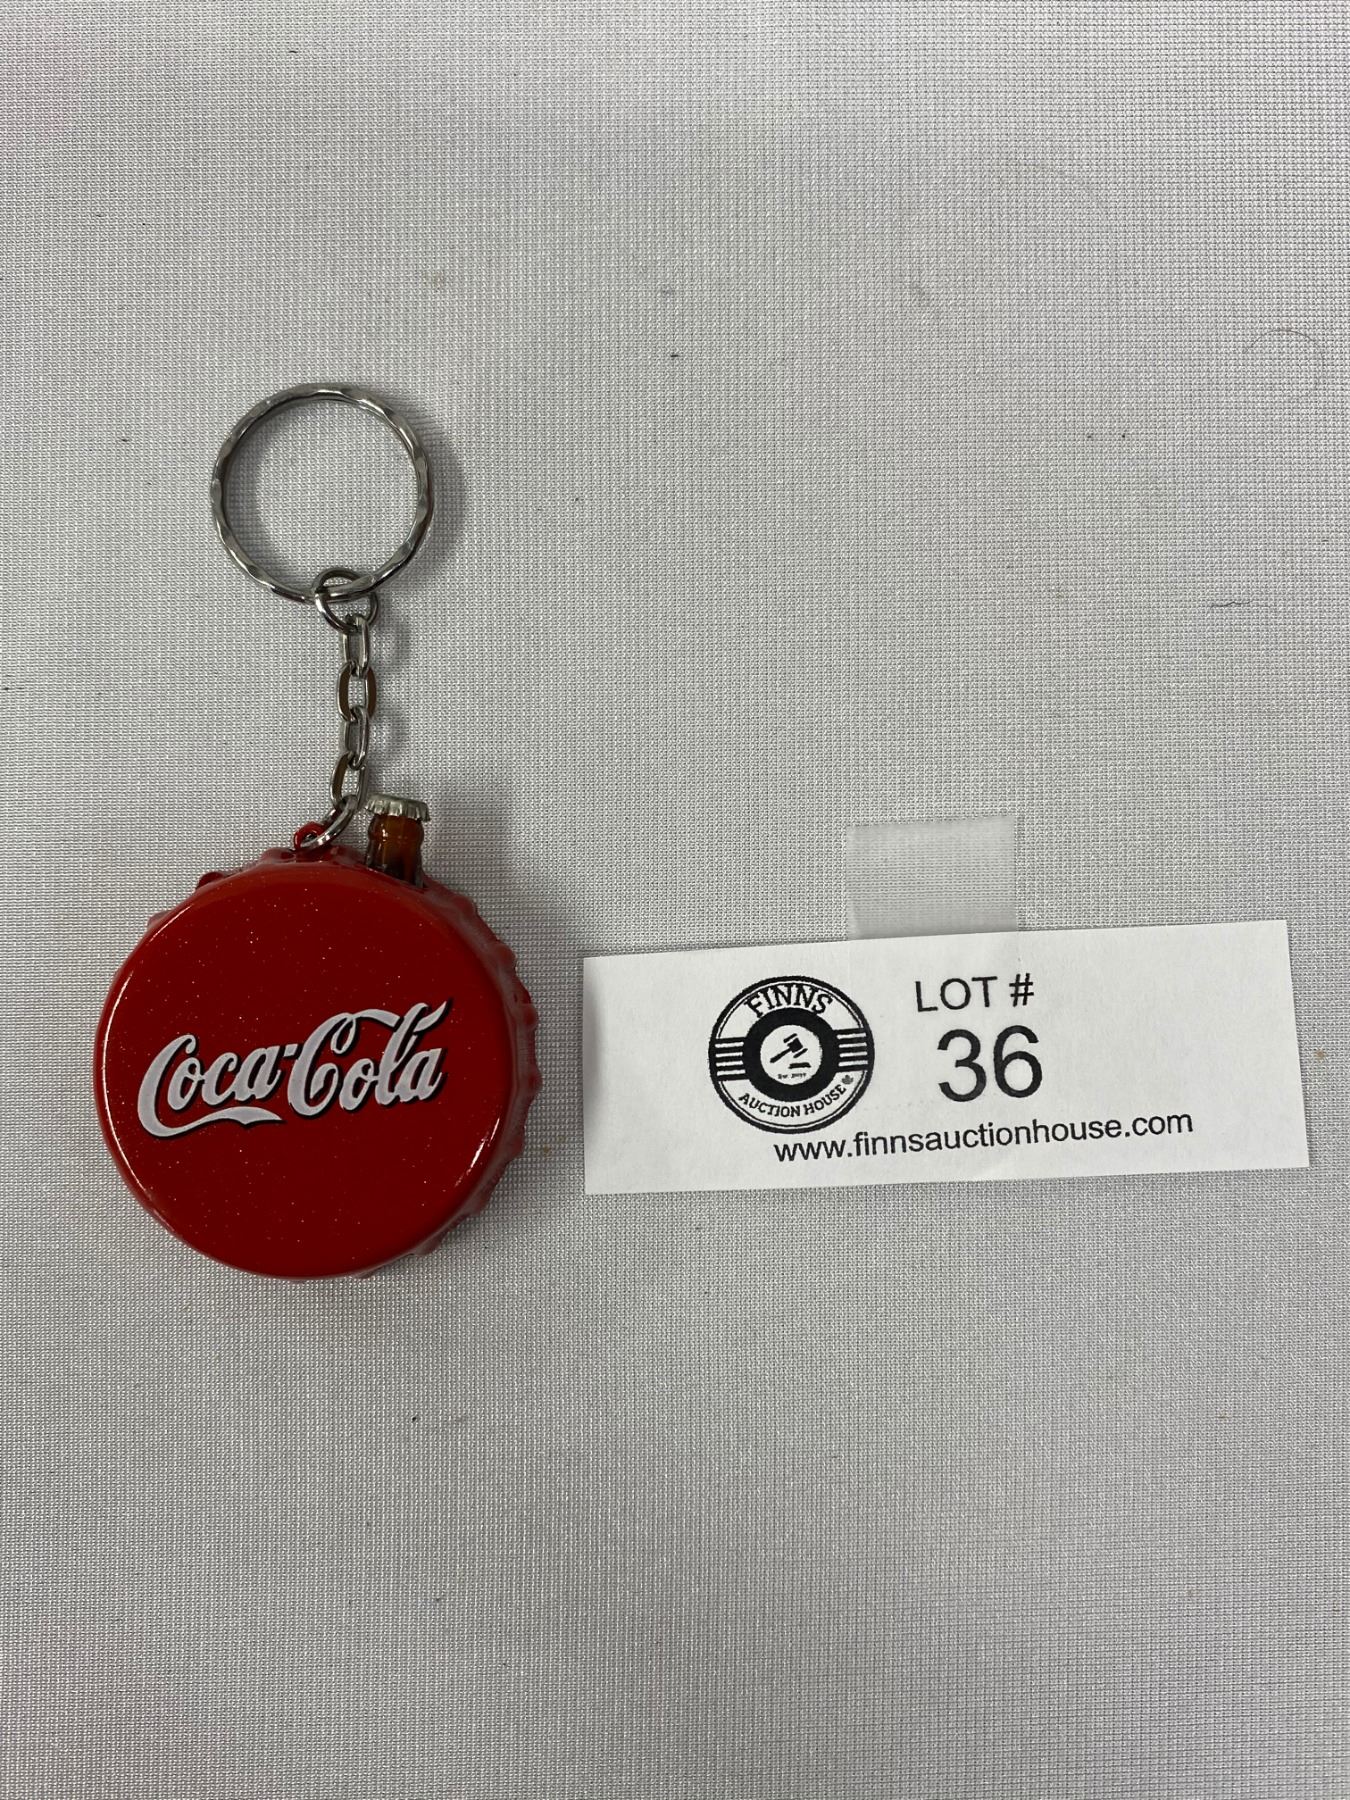 Coca-Cola
FINNS
AUCTION HOUSE
LOT #
36
www.finnsauctionhouse.com